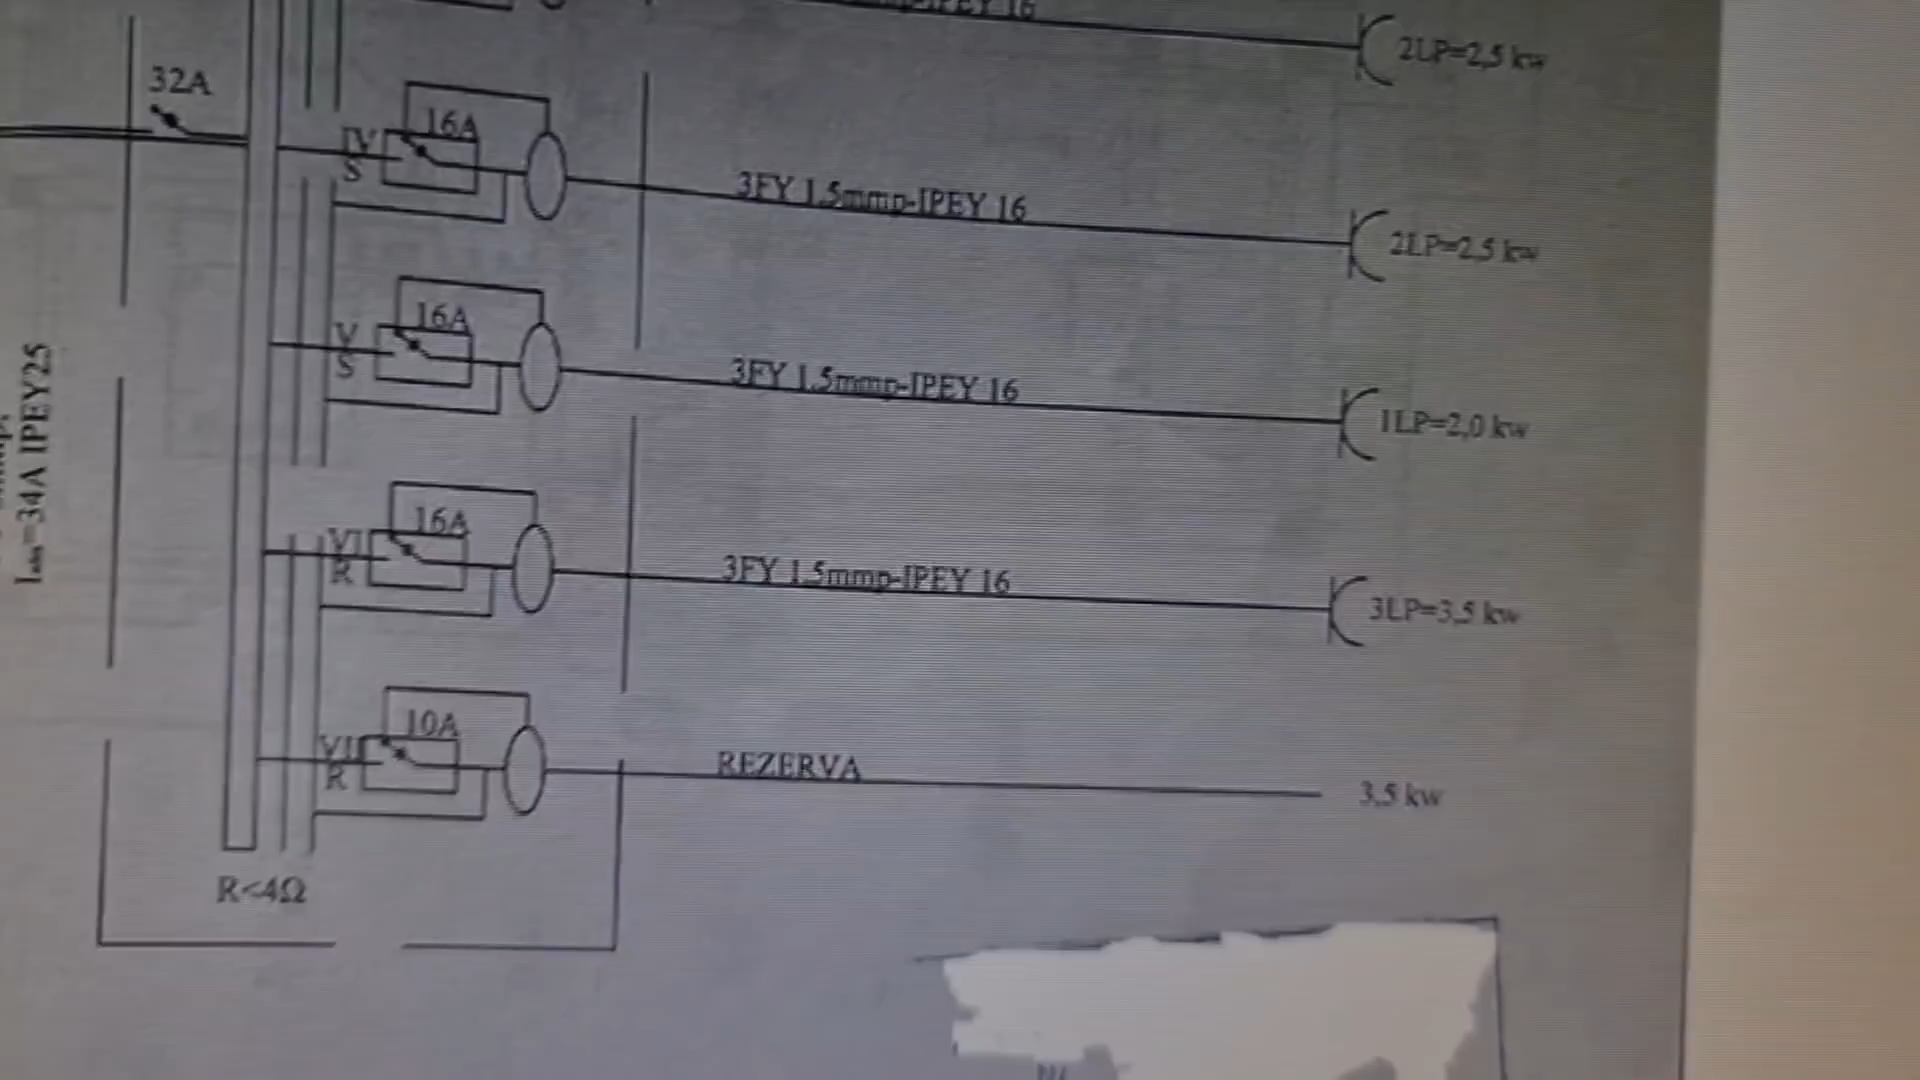 2LP=2,5 kw
32A
16A
IV
S
3FY 1.5mmp-IPEY 16
2LP=2,5 kw
16A
V
S
3FY 1.5mmp-IPEY 16
1LP=2,0 kw
=34A IPEY25
16A
VI
R
3FY 1.5mmp-IPEY 16
3LP=3,5 kw
10A
R
REZERVA
3,5 kw
R<4Ω